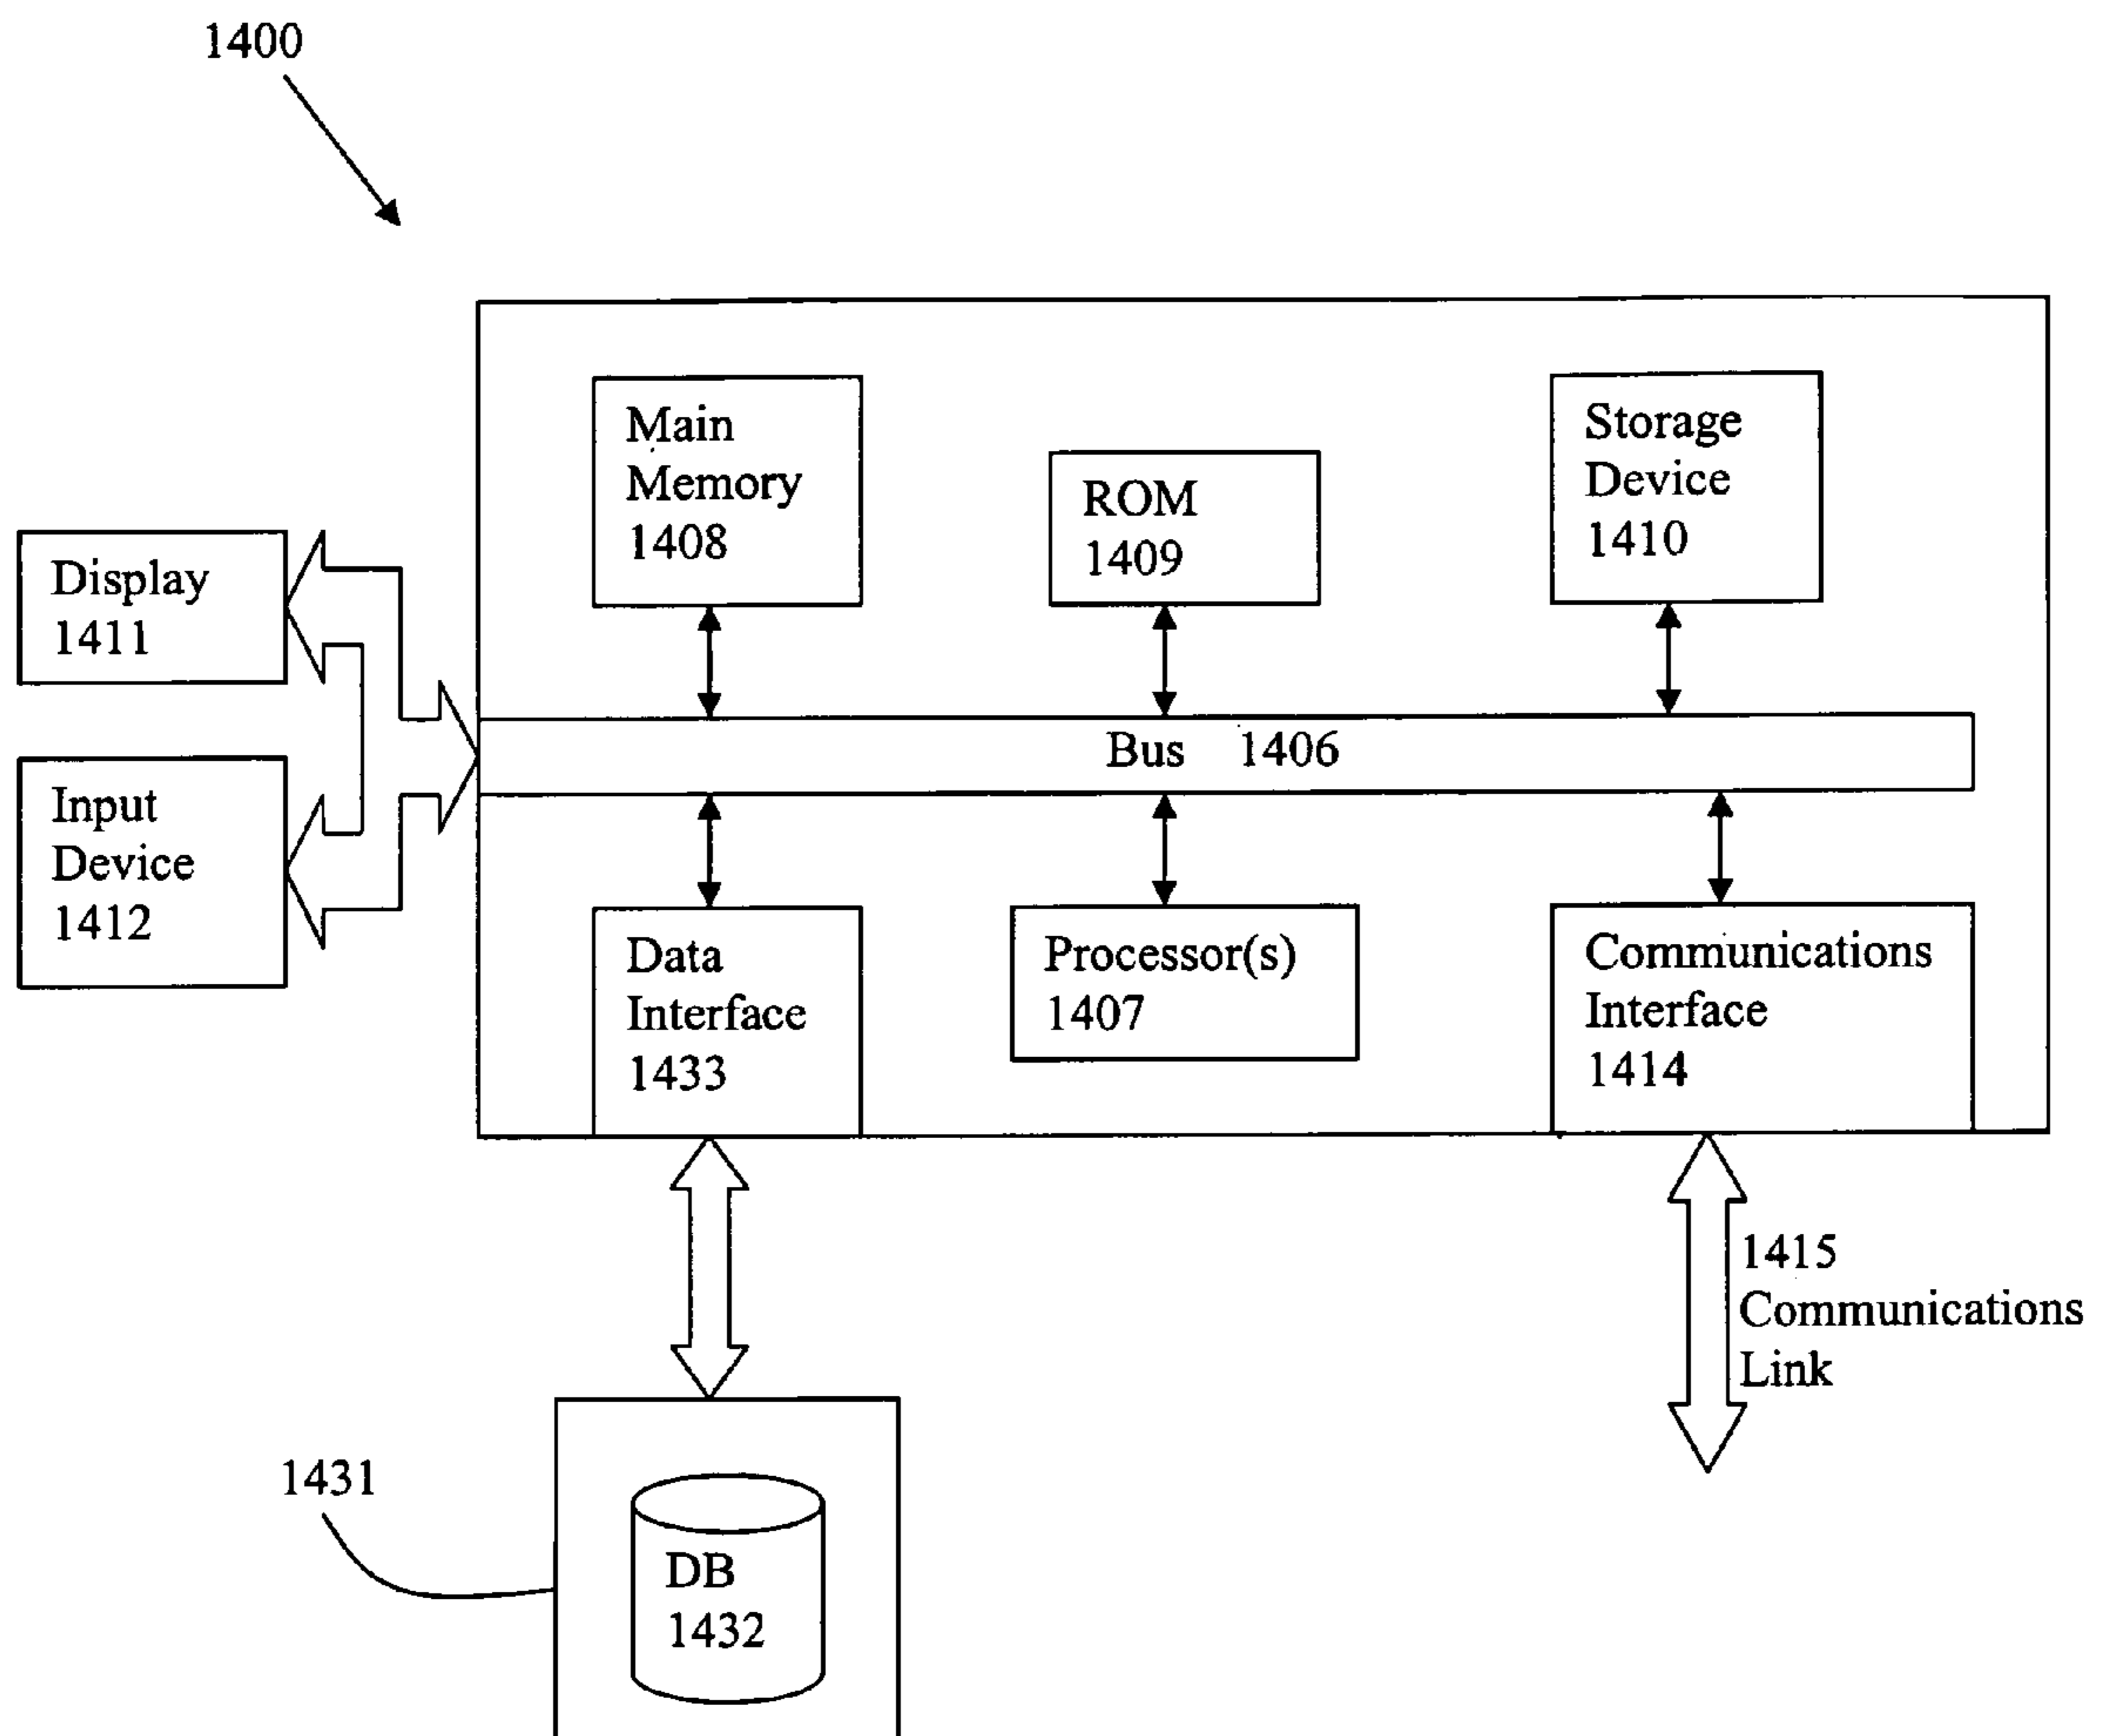 1400
Main
Memory
1408
ROM
1409
Storage
Device
1410
Display
1411
Input
Device
1412
Bus 1406
Data
Interface
1433
Processor(s)
1407
Communications
Interface
1414
1415
Communications
Link
1431
DB
1432